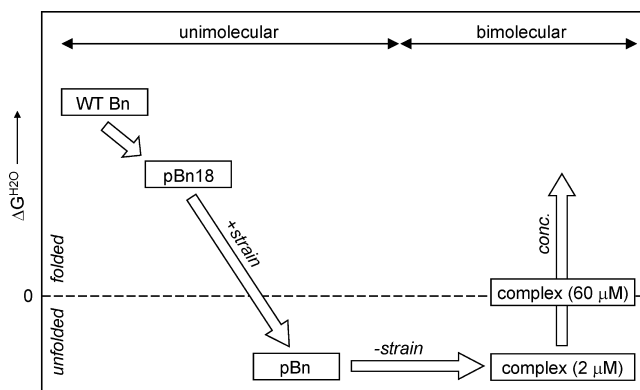 unimolecular
bimolecular
WT Bn
pBn18
+strain
ΔG^H2O
folded
conc.
0
complex (60 μM)
unfolded
-strain
pBn
complex (2 μM)